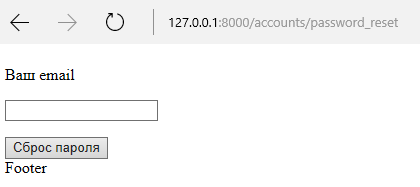 127.0.0.1:8000/accounts/password_reset
Ваш email
Сброс пароля
Footer